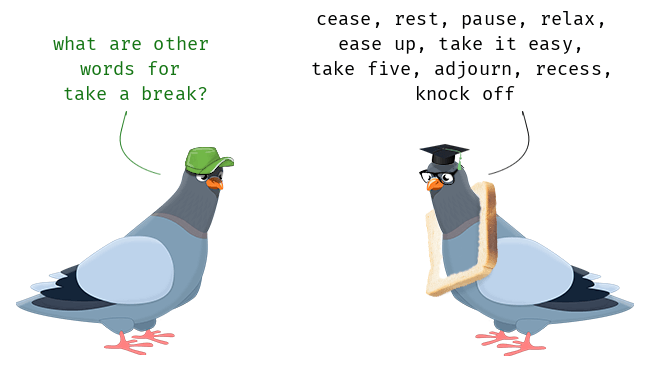 what are other
words for
take a break?
cease, rest, pause, relax,
ease up, take it easy,
take five, adjourn, recess,
knock off